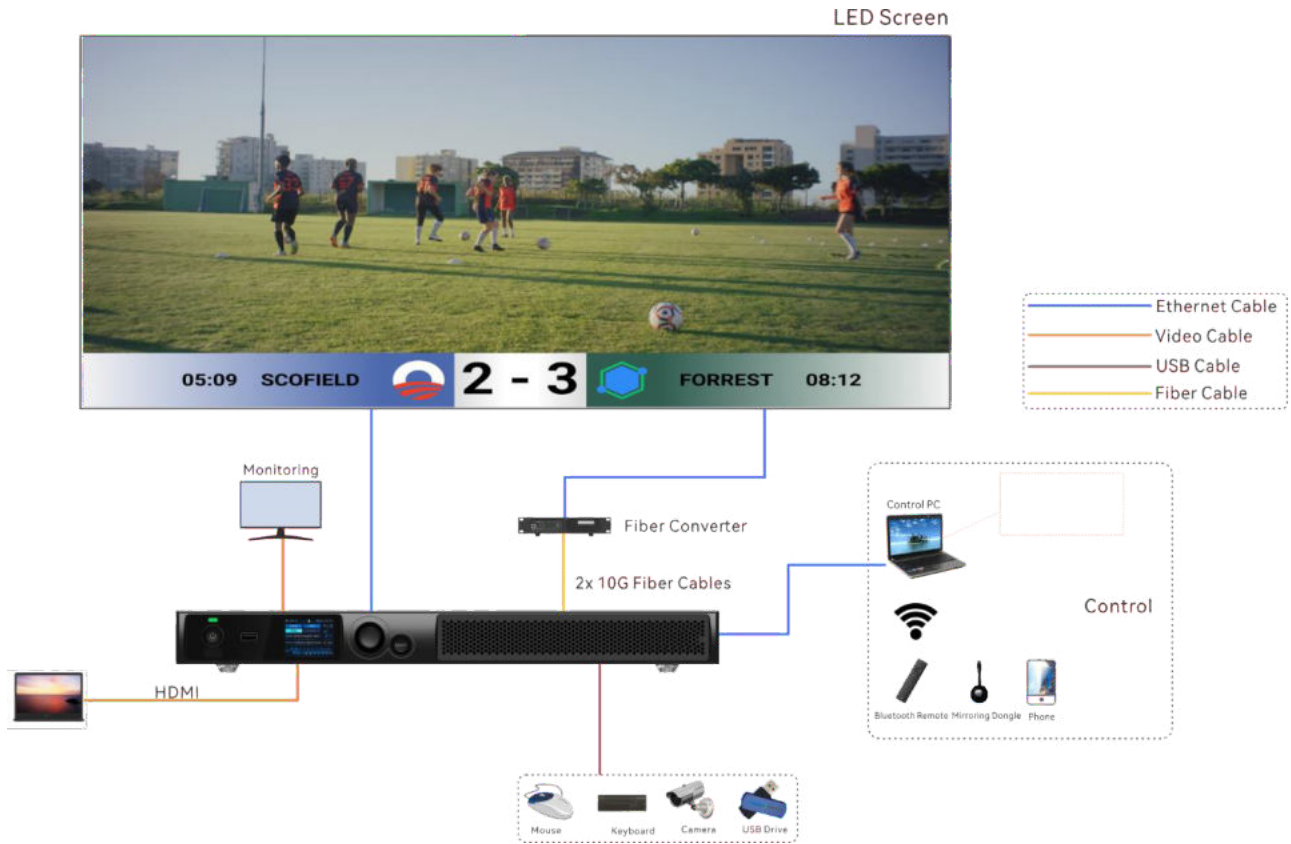 LED Screen
05:09 SCOFIELD 2 - 3 FORREST 08:12
Ethernet Cable
Video Cable
USB Cable
Fiber Cable
Monitoring
Fiber Converter
2x 10G Fiber Cables
Control PC
Control
HDMI
Bluetooth Remote Mirroring Dongle Phone
Mouse Keyboard Camera USB Drive